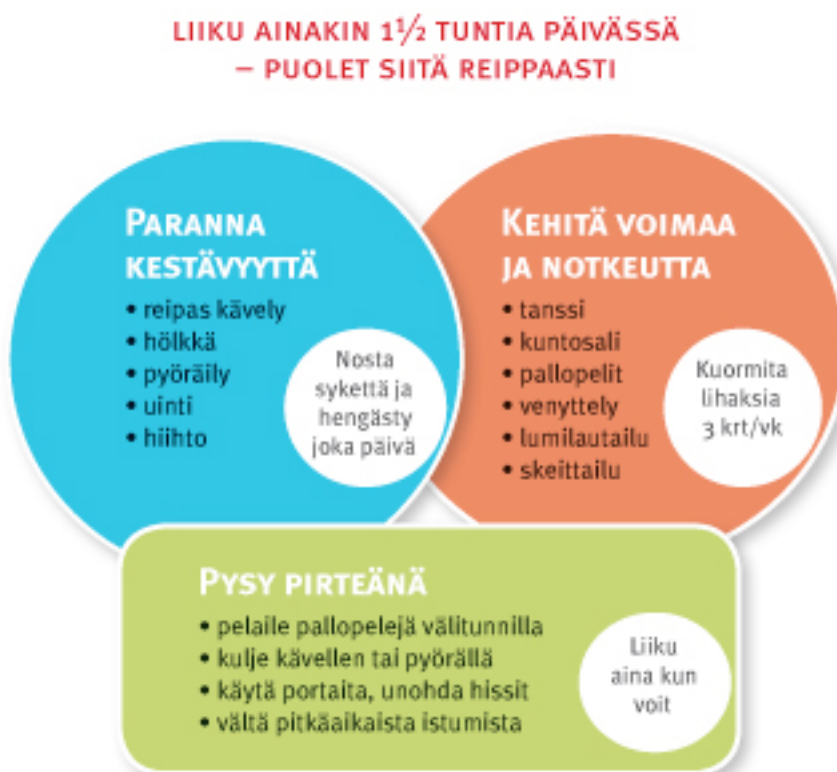 LIIKU AINAKIN 1½ TUNTIA PÄIVÄSSÄ
– PUOLET SIITÄ REIPPAASTI
PARANNA
KESTÄVYYTTÄ
• reipas kävely
• hölkkä
• pyöräily
• uinti
• hiihto
Nosta
sykettä ja
hengästy
joka päivä
KEHITÄ VOIMAA
JA NOTKEUTTA
• tanssi
• kuntosali
• pallopelit
• venyttely
• lumilautailu
• skeittailu
Kuormita
lihaksia
3 krt/vk
PYSY PIRTEÄNÄ
• pelaile pallopelejä välitunnilla
• kulje kävellen tai pyörällä
• käytä portaita, unohda hissit
• vältä pitkäaikaista istumista
Liiku
aina kun
voit